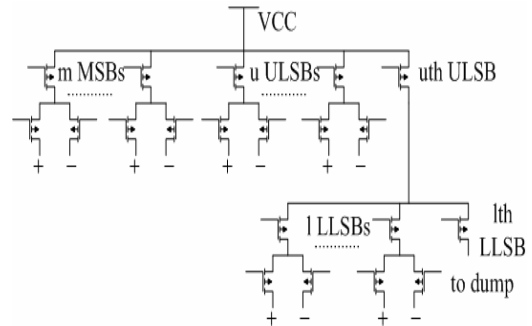 VCC
m MSBs
u ULSBs
uth ULSB
+ − + − + − + −
l LLSBs
lth
LLSB
to dump
+ − + −